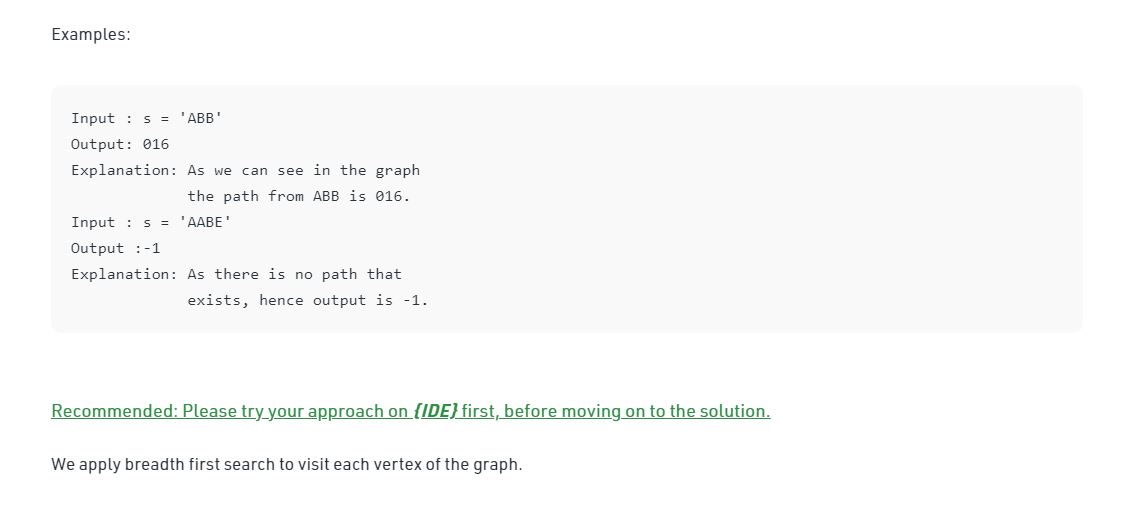 Examples:
Input : s = 'ABB'
Output: 016
Explanation: As we can see in the graph
the path from ABB is 016.
Input : s = 'AABE'
Output :-1
Explanation: As there is no path that
exists, hence output is -1.
Recommended: Please try your approach on {IDE} first, before moving on to the solution.
We apply breadth first search to visit each vertex of the graph.